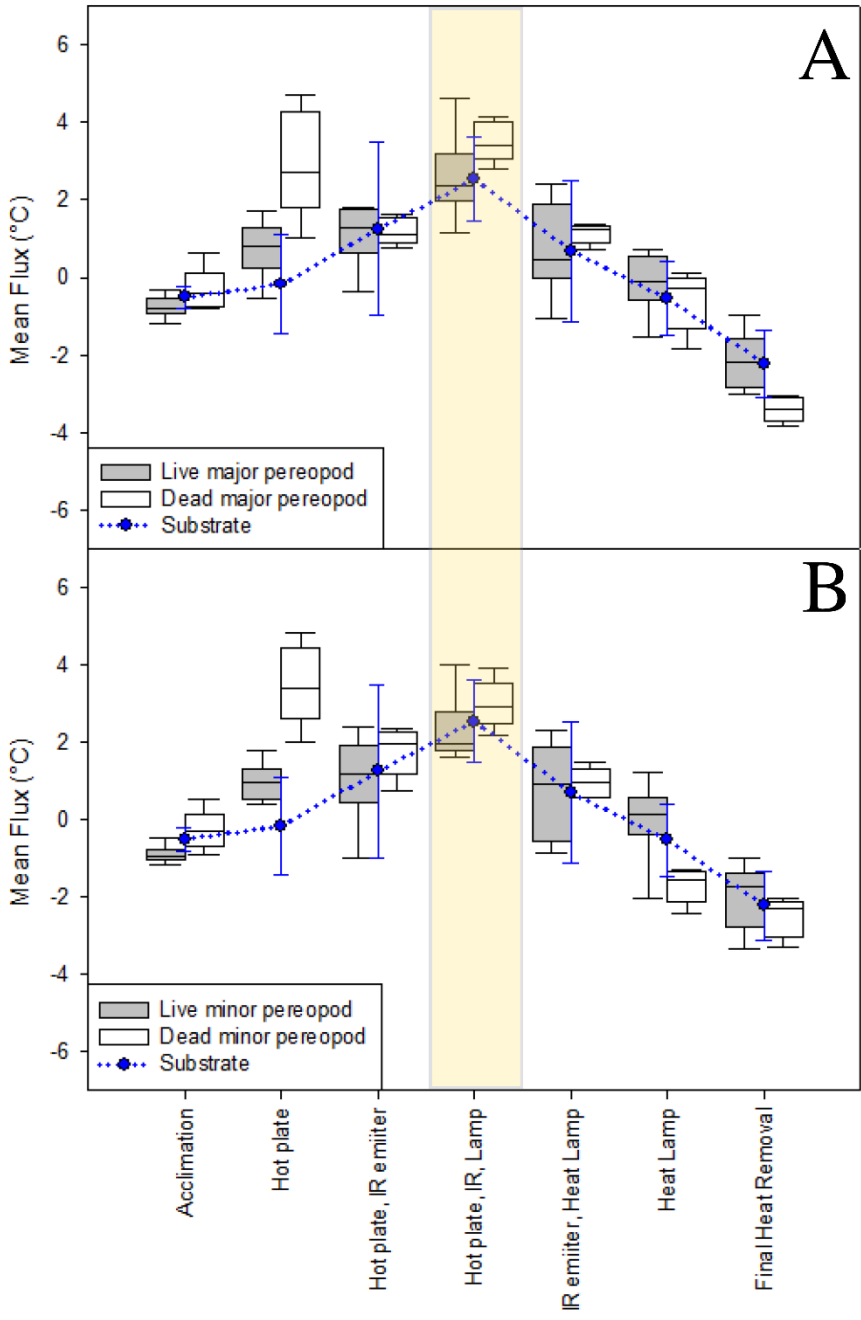 A
6
4
2
0
-2
-4
-6
Mean Flux (°C)
Live major pereopod
Dead major pereopod
Substrate
B
6
4
2
0
-2
-4
-6
Mean Flux (°C)
Live minor pereopod
Dead minor pereopod
Substrate
Acclimation
Hot plate
Hot plate, IR emiiter
Hot plate, IR, Lamp
IR emiiter, Heat Lamp
Heat Lamp
Final Heat Removal